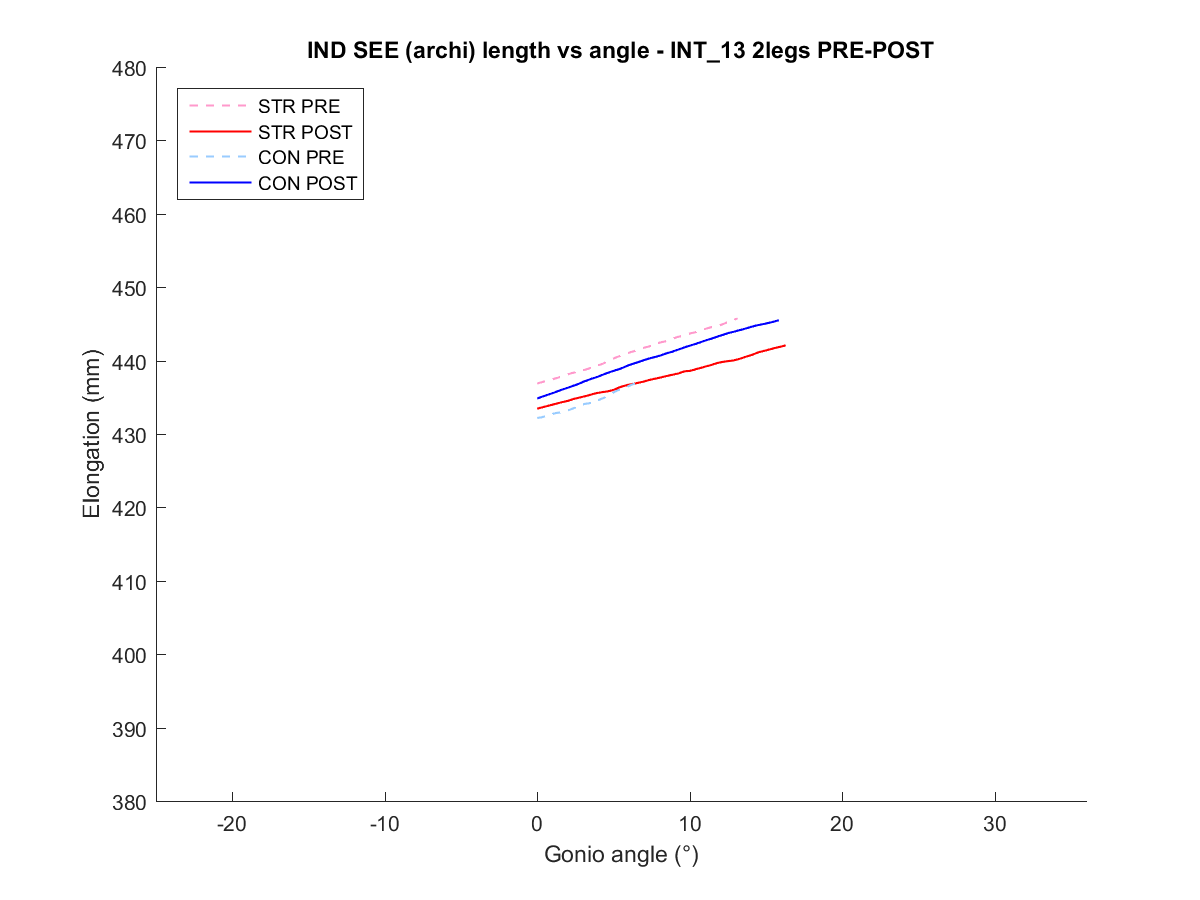 IND SEE (archi) length vs angle - INT_13 2legs PRE-POST
STR PRE
STR POST
CON PRE
CON POST
Elongation (mm)
480
470
460
450
440
430
420
410
400
390
380
-20 -10 0 10 20 30
Gonio angle (°)